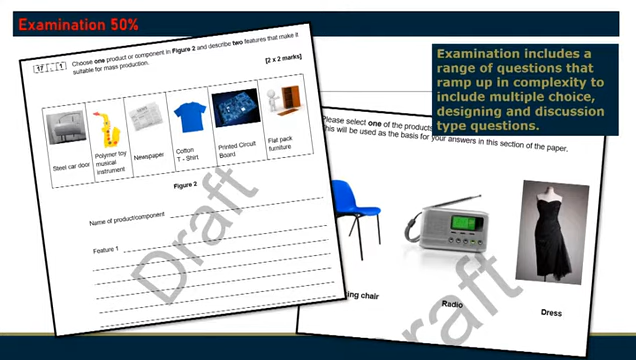 Examination 50%
Choose one product or component in Figure 2 and describe two features that make it
suitable for mass production.
[2 x 2 marks]
Steel car door
Polymer toy
musical
instrument
Newspaper
Cotton
T - Shirt
Printed Circuit
Board
Flat pack
furniture
Figure 2
Name of product/component
Feature 1
Draft
Examination includes a
range of questions that
ramp up in complexity to
include multiple choice,
designing and discussion
type questions.
Please select one of the products
This will be used as the basis for your answers in this section of the paper.
chair
Radio
Dress